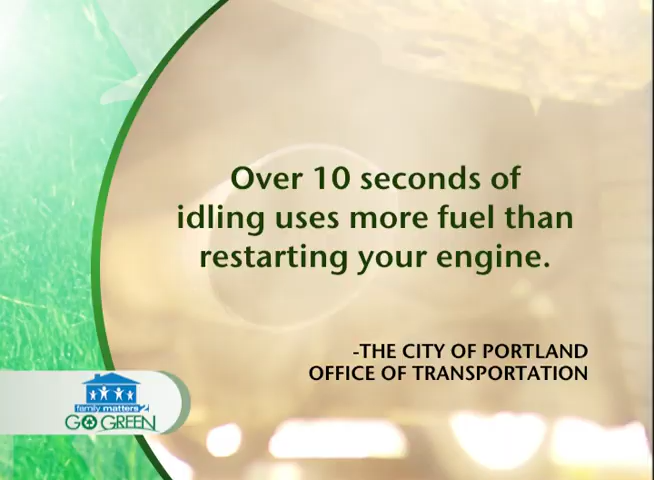 Over 10 seconds of
idling uses more fuel than
restarting your engine.
-THE CITY OF PORTLAND
OFFICE OF TRANSPORTATION
family matters 2
GO GREEN